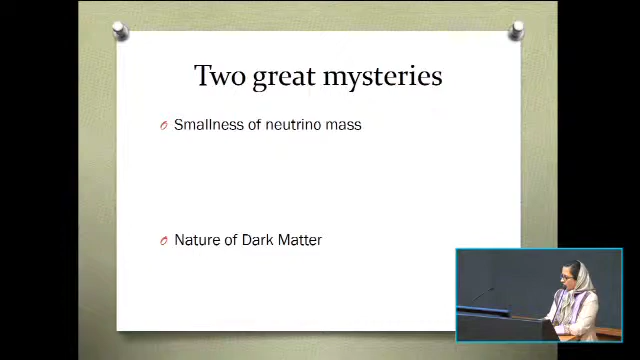 Two great mysteries
Smallness of neutrino mass
Nature of Dark Matter